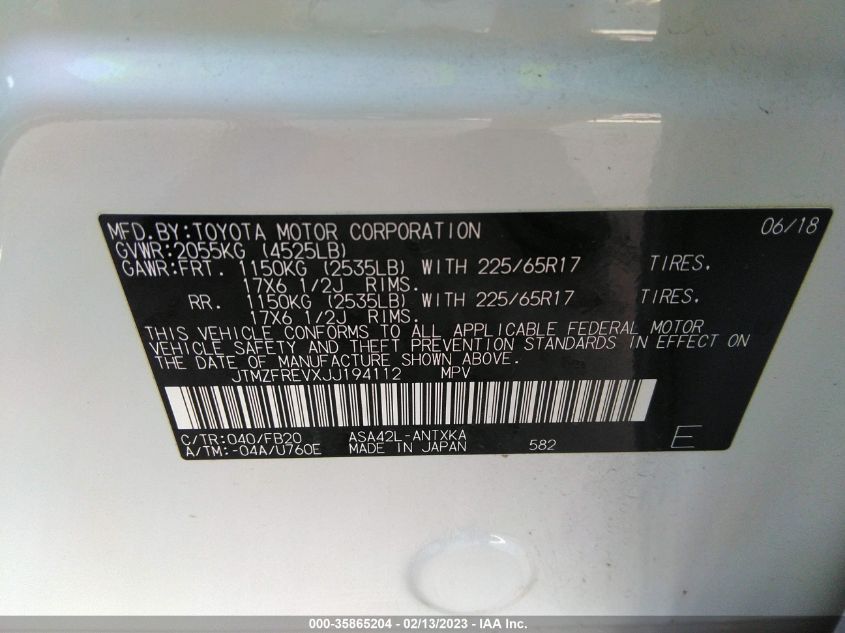 MFD.BY:TOYOTA MOTOR CORPORATION 06/18
GVWR:2055KG (4525LB)
GAWR:FRT. 1150KG (2535LB) WITH 225/65R17 TIRES.
17X6 1/2J RIMS.
RR. 1150KG (2535LB) WITH 225/65R17 TIRES.
17X6 1/2J RIMS.
THIS VEHICLE CONFORMS TO ALL APPLICABLE FEDERAL MOTOR
VEHICLE SAFETY AND THEFT PREVENTION STANDARDS IN EFFECT ON
THE DATE OF MANUFACTURE SHOWN ABOVE.
JTMZFREVXJJ194112 MPV
C/TR:040/FB20 ASA42L-ANTXKA
A/TM:-04A/U760E MADE IN JAPAN 582 E
000-35865204 - 02/13/2023 - IAA Inc.